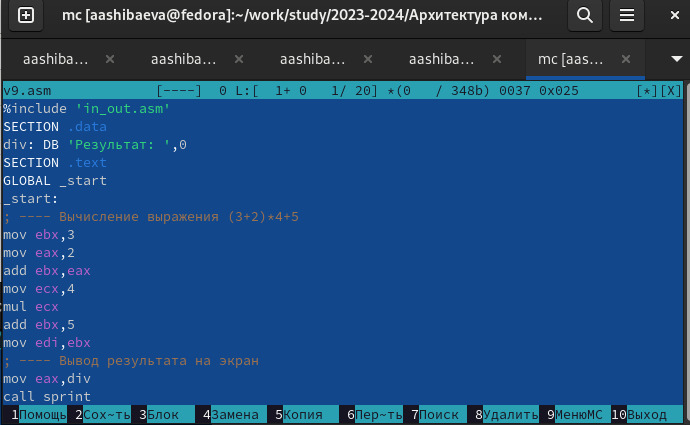 mc [aashibaeva@fedora]:~/work/study/2023-2024/Архитектура ком…
aashiba… × aashiba… × aashiba… × aashiba… × mc [aas… ×
v9.asm [----] 0 L:[ 1+ 0 1/ 20] *(0 / 348b) 0037 0x025 [*][X]
%include 'in_out.asm'
SECTION .data
div: DB 'Результат: ',0
SECTION .text
GLOBAL _start
_start:
; ---- Вычисление выражения (3+2)*4+5
mov ebx,3
mov eax,2
add ebx,eax
mov ecx,4
mul ecx
add ebx,5
mov edi,ebx
; ---- Вывод результата на экран
mov eax,div
call sprint
1Помощь 2Сох~ть 3Блок 4Замена 5Копия 6Пер~ть 7Поиск 8Удалить 9МенюMC 10Выход